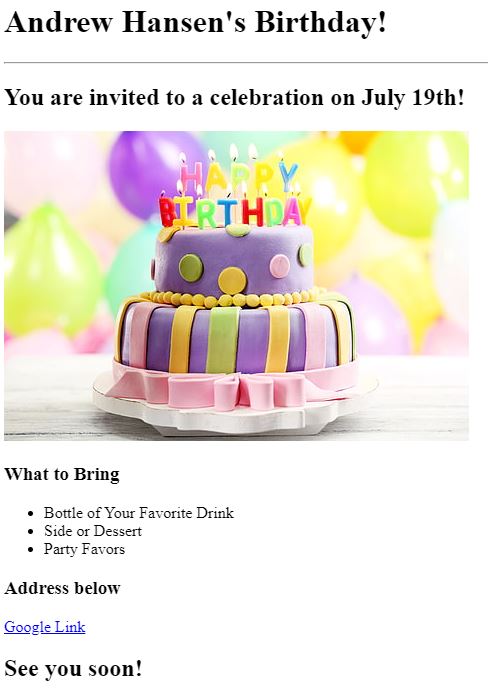 Andrew Hansen's Birthday!
You are invited to a celebration on July 19th!
HAPPY
BIRTHDAY
What to Bring
Bottle of Your Favorite Drink
Side or Dessert
Party Favors
Address below
Google Link
See you soon!